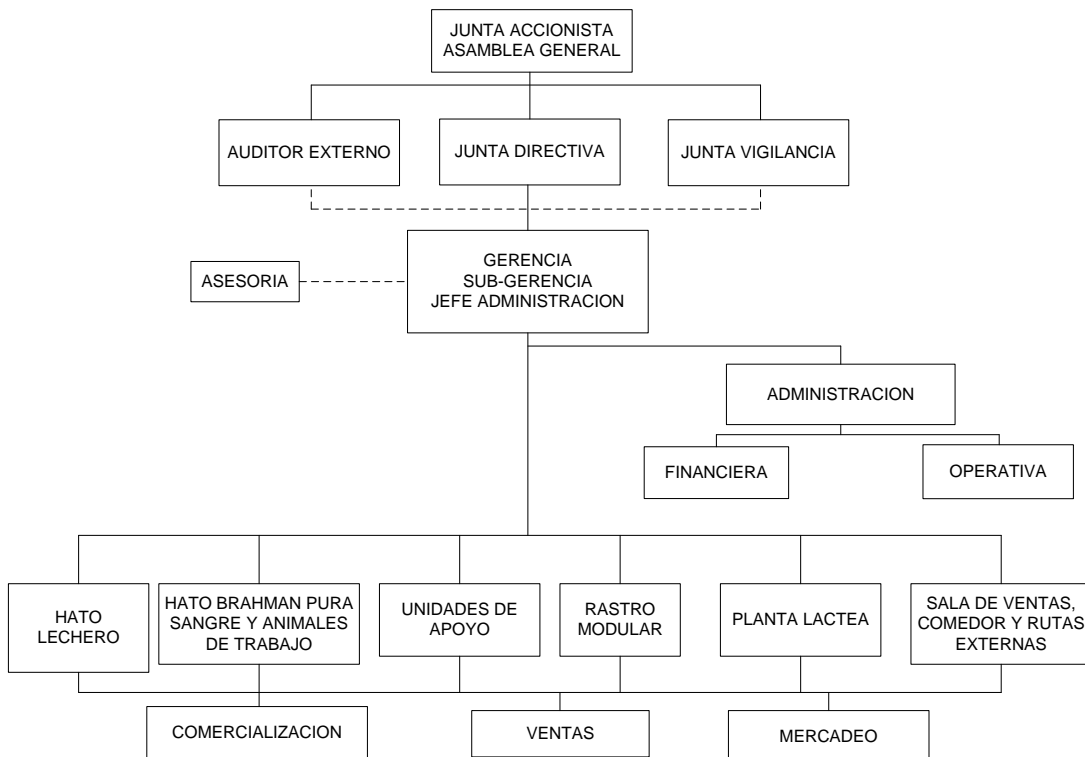 JUNTA ACCIONISTA
ASAMBLEA GENERAL
AUDITOR EXTERNO
JUNTA DIRECTIVA
JUNTA VIGILANCIA
ASESORIA
GERENCIA
SUB-GERENCIA
JEFE ADMINISTRACION
ADMINISTRACION
FINANCIERA
OPERATIVA
HATO
LECHERO
HATO BRAHMAN PURA
SANGRE Y ANIMALES
DE TRABAJO
UNIDADES DE
APOYO
RASTRO
MODULAR
PLANTA LACTEA
SALA DE VENTAS,
COMEDOR Y RUTAS
EXTERNAS
COMERCIALIZACION
VENTAS
MERCADEO